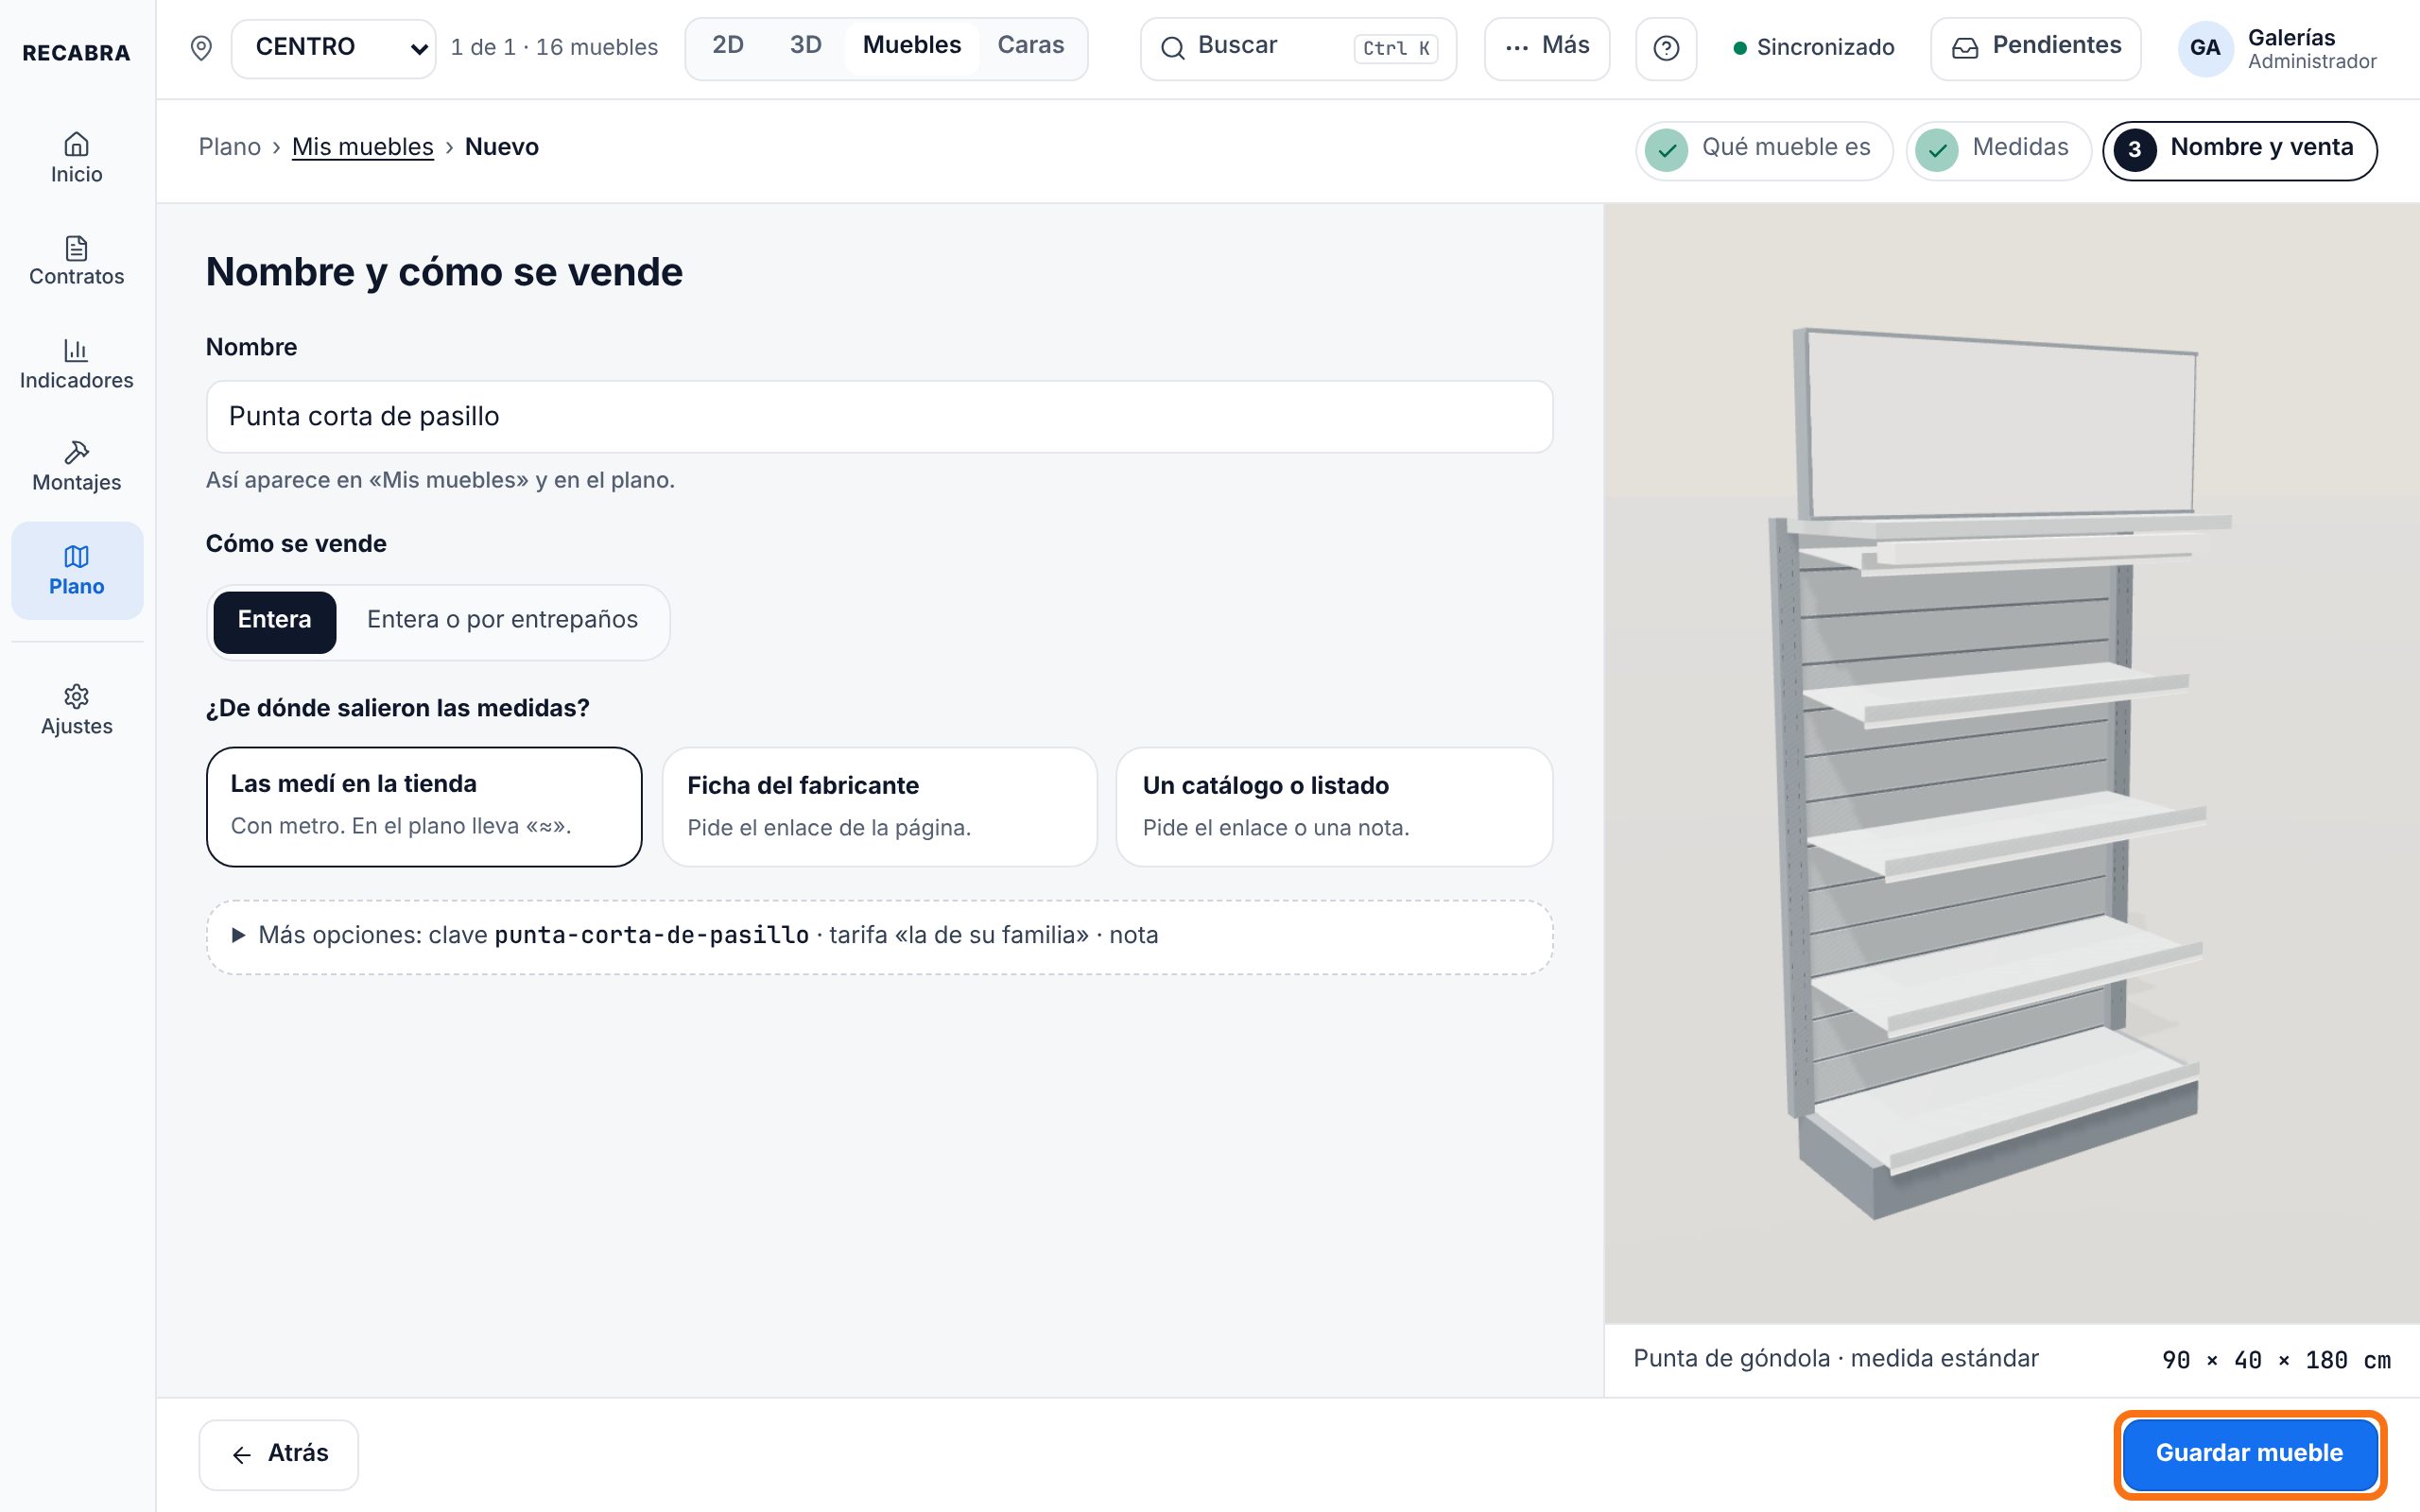 RECABRA
CENTRO
1 de 1 · 16 muebles
2D
3D
Muebles
Caras
Buscar
Ctrl K
Más
Sincronizado
Pendientes
GA
Galerías
Administrador
Inicio
Contratos
Indicadores
Montajes
Plano
Ajustes
Plano › Mis muebles › Nuevo
Qué mueble es
Medidas
3 Nombre y venta
Nombre y cómo se vende
Nombre
Punta corta de pasillo
Así aparece en «Mis muebles» y en el plano.
Cómo se vende
Entera
Entera o por entrepaños
¿De dónde salieron las medidas?
Las medí en la tienda
Con metro. En el plano lleva «≈».
Ficha del fabricante
Pide el enlace de la página.
Un catálogo o listado
Pide el enlace o una nota.
Más opciones: clave punta-corta-de-pasillo · tarifa «la de su familia» · nota
Punta de góndola · medida estándar
90 × 40 × 180 cm
Atrás
Guardar mueble